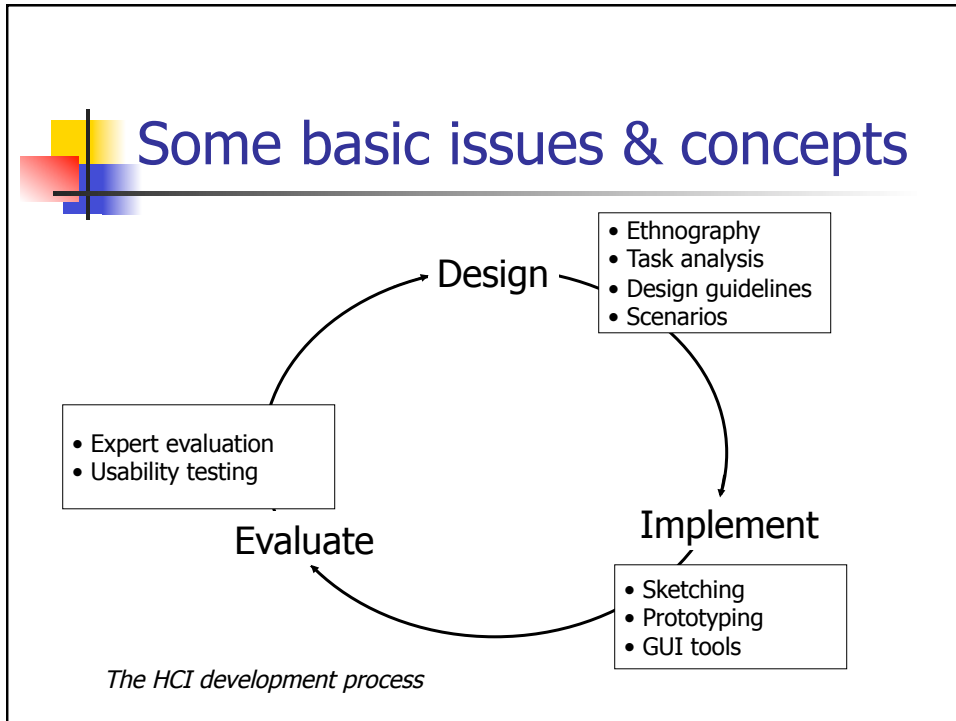 Some basic issues & concepts
Design
• Ethnography
• Task analysis
• Design guidelines
• Scenarios
Implement
• Sketching
• Prototyping
• GUI tools
Evaluate
• Expert evaluation
• Usability testing
The HCI development process